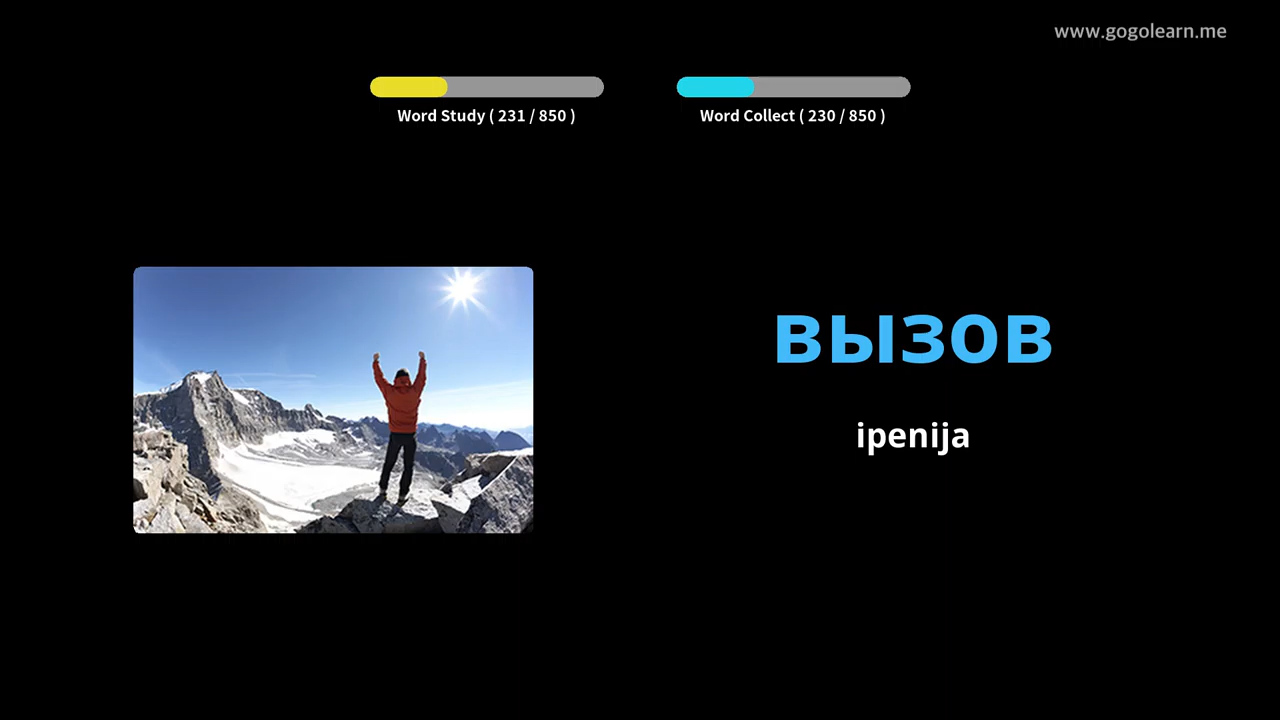 www.gogolearn.me
Word Study ( 231 / 850 )
Word Collect ( 230 / 850 )
вызов
ipenija